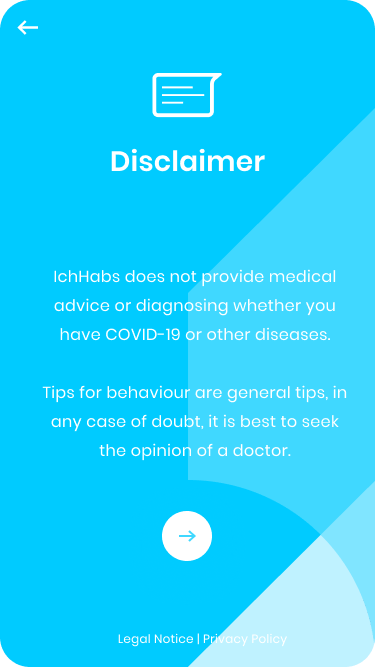 Disclaimer
IchHabs does not provide medical
advice or diagnosing whether you
have COVID-19 or other diseases.
Tips for behaviour are general tips, in
any case of doubt, it is best to seek
the opinion of a doctor.
Legal Notice | Privacy Policy